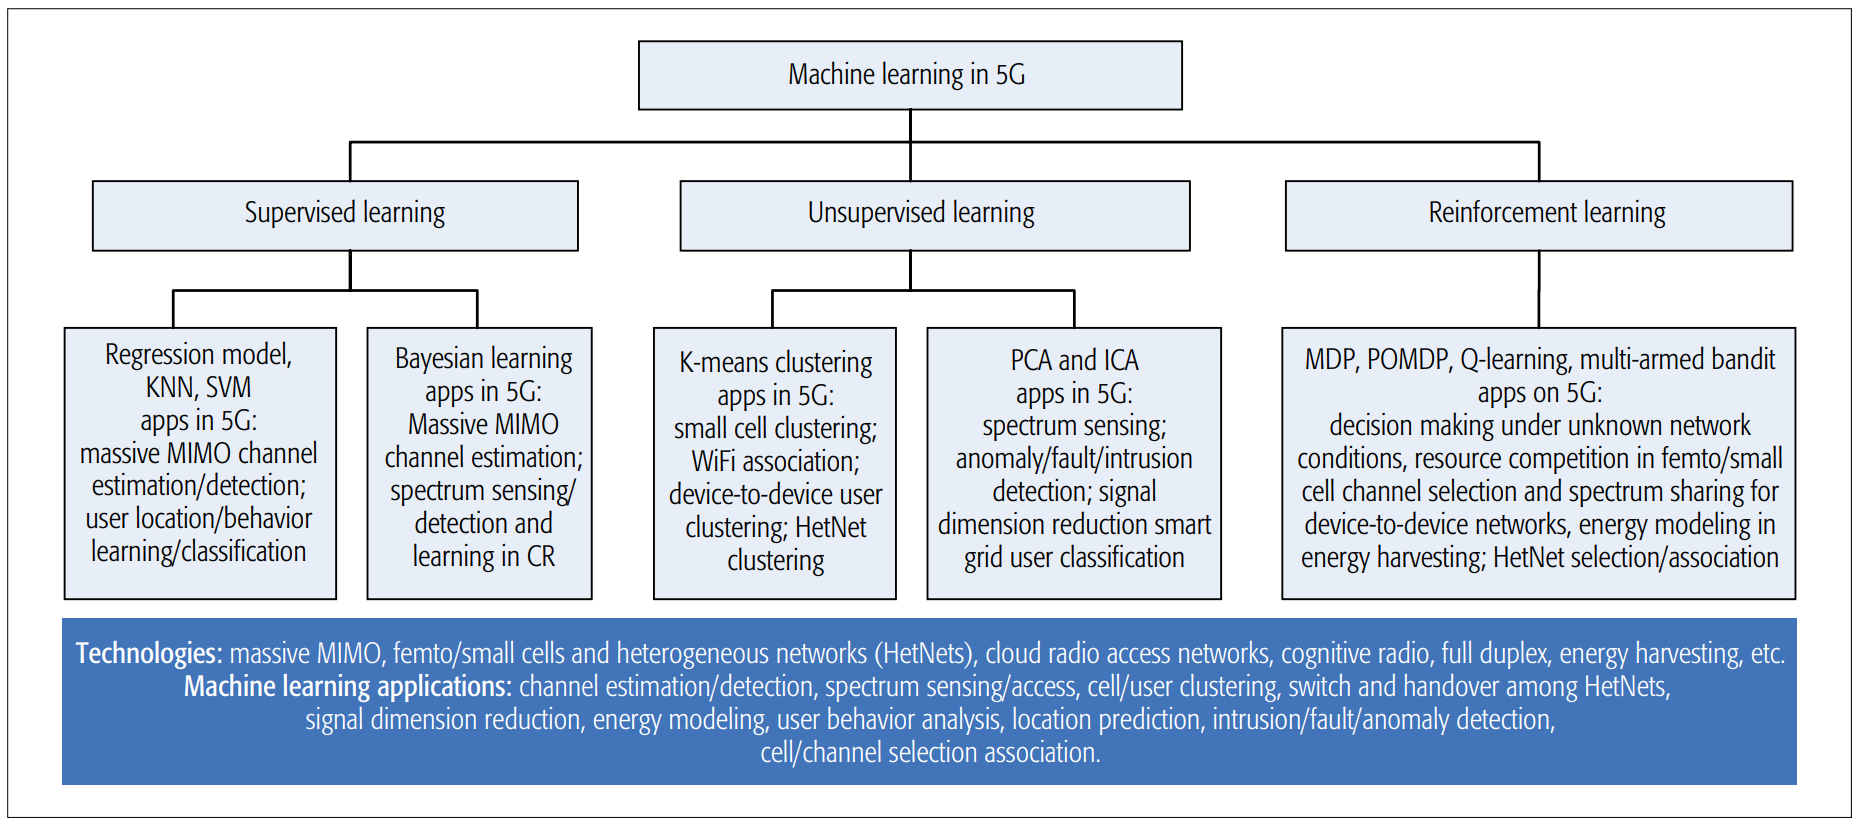 Machine learning in 5G
Supervised learning
Unsupervised learning
Reinforcement learning
Regression model,
KNN, SVM
apps in 5G:
massive MIMO channel
estimation/detection;
user location/behavior
learning/classification
Bayesian learning
apps in 5G:
Massive MIMO
channel estimation;
spectrum sensing/
detection and
learning in CR
K-means clustering
apps in 5G:
small cell clustering;
WiFi association;
device-to-device user
clustering; HetNet
clustering
PCA and ICA
apps in 5G:
spectrum sensing;
anomaly/fault/intrusion
detection; signal
dimension reduction smart
grid user classification
MDP, POMDP, Q-learning, multi-armed bandit
apps on 5G:
decision making under unknown network
conditions, resource competition in femto/small
cell channel selection and spectrum sharing for
device-to-device networks, energy modeling in
energy harvesting; HetNet selection/association
Technologies: massive MIMO, femto/small cells and heterogeneous networks (HetNets), cloud radio access networks, cognitive radio, full duplex, energy harvesting, etc.
Machine learning applications: channel estimation/detection, spectrum sensing/access, cell/user clustering, switch and handover among HetNets,
signal dimension reduction, energy modeling, user behavior analysis, location prediction, intrusion/fault/anomaly detection,
cell/channel selection association.